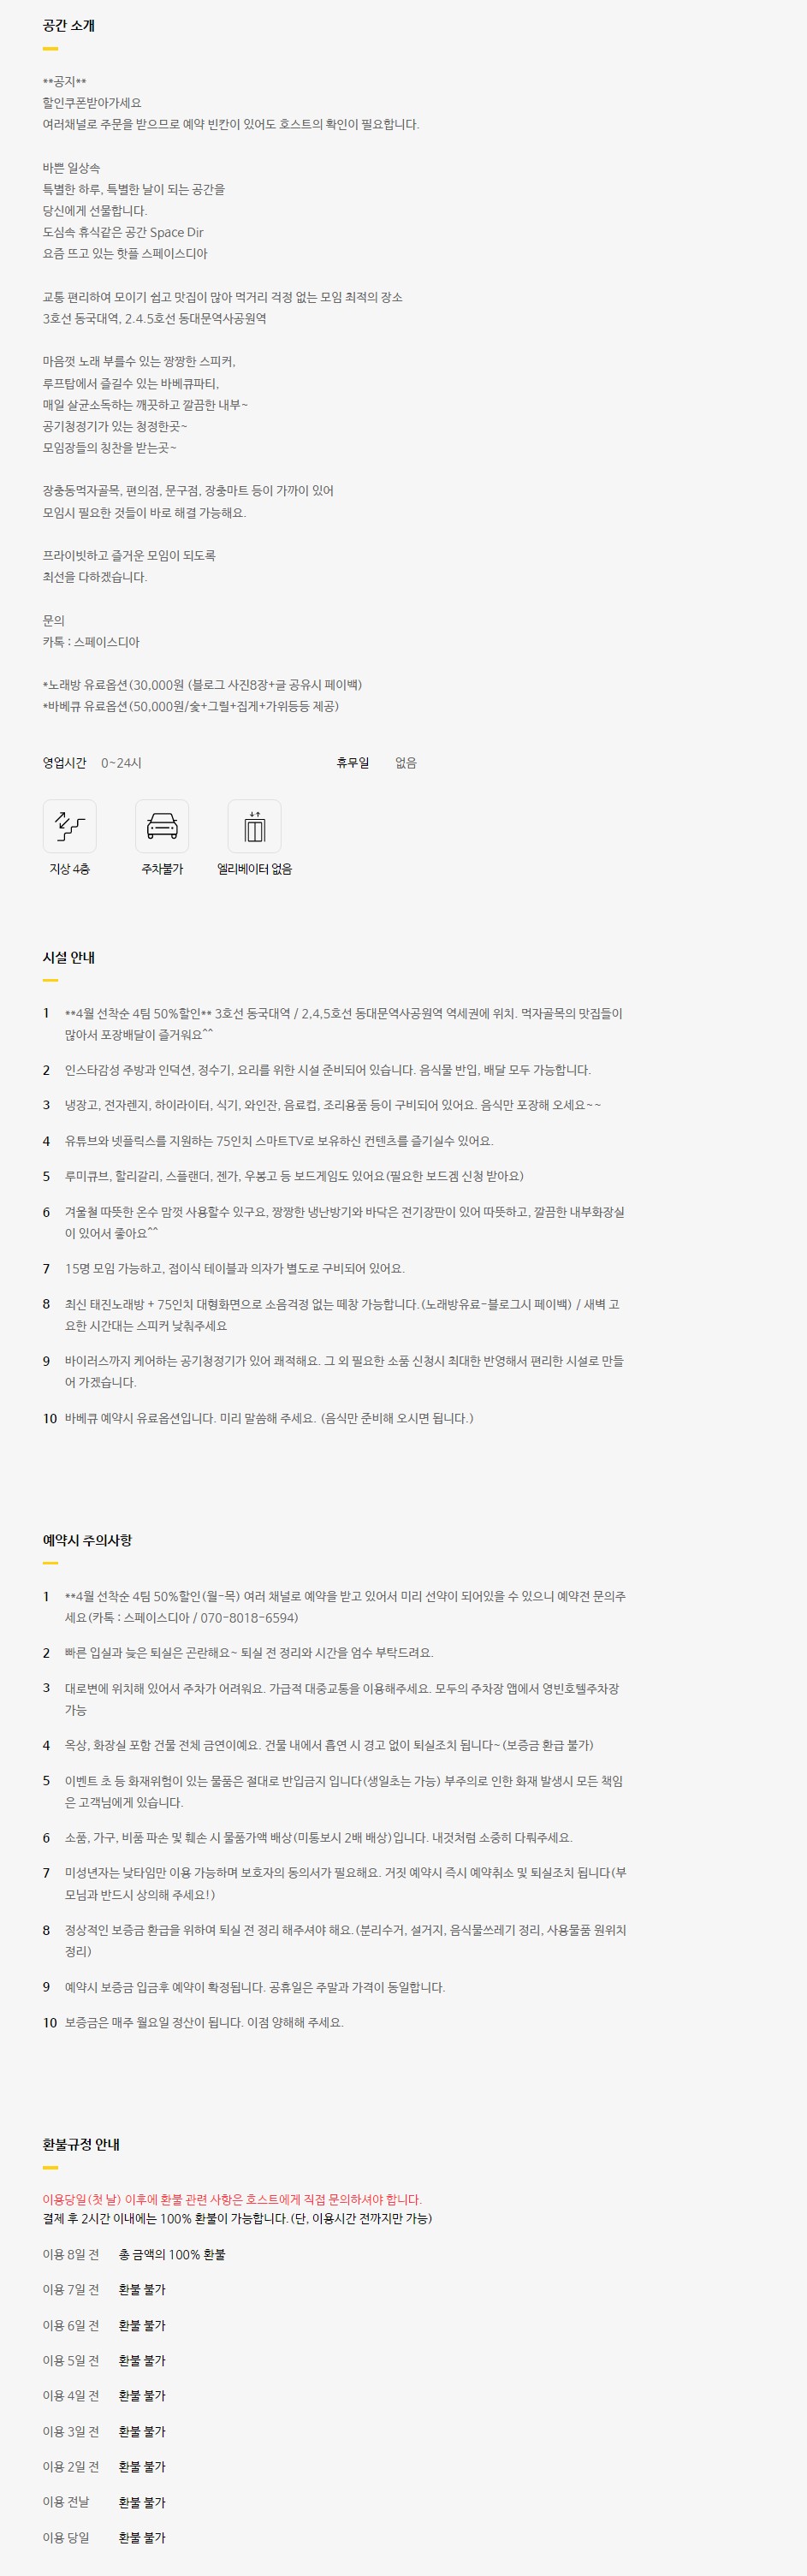 공간 소개
**공지**
할인쿠폰받아가세요
여러채널로 주문을 받으므로 예약 빈칸이 있어도 호스트의 확인이 필요합니다.
바쁜 일상속
특별한 하루, 특별한 날이 되는 공간을
당신에게 선물합니다.
도심속 휴식같은 공간 Space Dir
요즘 뜨고 있는 핫플 스페이스디아
교통 편리하여 모이기 쉽고 맛집이 많아 먹거리 걱정 없는 모임 최적의 장소
3호선 동국대역, 2.4.5호선 동대문역사공원역
마음껏 노래 부를수 있는 짱짱한 스피커,
루프탑에서 즐길수 있는 바베큐파티,
매일 살균소독하는 깨끗하고 깔끔한 내부~
공기청정기가 있는 청정한곳~
모임장들의 칭찬을 받는곳~
장충동먹자골목, 편의점, 문구점, 장충마트 등이 가까이 있어
모임시 필요한 것들이 바로 해결 가능해요.
프라이빗하고 즐거운 모임이 되도록
최선을 다하겠습니다.
문의
카톡 : 스페이스디아
*노래방 유료옵션(30,000원 (블로그 사진8장+글 공유시 페이백)
*바베큐 유료옵션(50,000원/숯+그릴+집게+가위등등 제공)
영업시간 0~24시 휴무일 없음
지상 4층 주차불가 엘리베이터 없음
시설 안내
1 **4월 선착순 4팀 50%할인** 3호선 동국대역 / 2,4,5호선 동대문역사공원역 역세권에 위치. 먹자골목의 맛집들이
많아서 포장배달이 즐거워요^^
2 인스타감성 주방과 인덕션, 정수기, 요리를 위한 시설 준비되어 있습니다. 음식물 반입, 배달 모두 가능합니다.
3 냉장고, 전자렌지, 하이라이터, 식기, 와인잔, 음료컵, 조리용품 등이 구비되어 있어요. 음식만 포장해 오세요~~
4 유튜브와 넷플릭스를 지원하는 75인치 스마트TV로 보유하신 컨텐츠를 즐기실수 있어요.
5 루미큐브, 할리갈리, 스플랜더, 젠가, 우봉고 등 보드게임도 있어요(필요한 보드겜 신청 받아요)
6 겨울철 따뜻한 온수 맘껏 사용할수 있구요, 짱짱한 냉난방기와 바닥은 전기장판이 있어 따뜻하고, 깔끔한 내부화장실
이 있어서 좋아요^^
7 15명 모임 가능하고, 접이식 테이블과 의자가 별도로 구비되어 있어요.
8 최신 태진노래방 + 75인치 대형화면으로 소음걱정 없는 떼창 가능합니다.(노래방유료-블로그시 페이백) / 새벽 고
요한 시간대는 스피커 낮춰주세요
9 바이러스까지 케어하는 공기청정기가 있어 쾌적해요. 그 외 필요한 소품 신청시 최대한 반영해서 편리한 시설로 만들
어 가겠습니다.
10 바베큐 예약시 유료옵션입니다. 미리 말씀해 주세요. (음식만 준비해 오시면 됩니다.)
예약시 주의사항
1 **4월 선착순 4팀 50%할인(월-목) 여러 채널로 예약을 받고 있어서 미리 선약이 되어있을 수 있으니 예약전 문의주
세요(카톡 : 스페이스디아 / 070-8018-6594)
2 빠른 입실과 늦은 퇴실은 곤란해요~ 퇴실 전 정리와 시간을 엄수 부탁드려요.
3 대로변에 위치해 있어서 주차가 어려워요. 가급적 대중교통을 이용해주세요. 모두의 주차장 앱에서 영빈호텔주차장
가능
4 옥상, 화장실 포함 건물 전체 금연이예요. 건물 내에서 흡연 시 경고 없이 퇴실조치 됩니다~(보증금 환급 불가)
5 이벤트 초 등 화재위험이 있는 물품은 절대로 반입금지 입니다(생일초는 가능) 부주의로 인한 화재 발생시 모든 책임
은 고객님에게 있습니다.
6 소품, 가구, 비품 파손 및 훼손 시 물품가액 배상(미통보시 2배 배상)입니다. 내것처럼 소중히 다뤄주세요.
7 미성년자는 낮타임만 이용 가능하며 보호자의 동의서가 필요해요. 거짓 예약시 즉시 예약취소 및 퇴실조치 됩니다(부
모님과 반드시 상의해 주세요!)
8 정상적인 보증금 환급을 위하여 퇴실 전 정리 해주셔야 해요.(분리수거, 설거지, 음식물쓰레기 정리, 사용물품 원위치
정리)
9 예약시 보증금 입금후 예약이 확정됩니다. 공휴일은 주말과 가격이 동일합니다.
10 보증금은 매주 월요일 정산이 됩니다. 이점 양해해 주세요.
환불규정 안내
이용당일(첫 날) 이후에 환불 관련 사항은 호스트에게 직접 문의하셔야 합니다.
결제 후 2시간 이내에는 100% 환불이 가능합니다.(단, 이용시간 전까지만 가능)
이용 8일 전 총 금액의 100% 환불
이용 7일 전 환불 불가
이용 6일 전 환불 불가
이용 5일 전 환불 불가
이용 4일 전 환불 불가
이용 3일 전 환불 불가
이용 2일 전 환불 불가
이용 전날 환불 불가
이용 당일 환불 불가